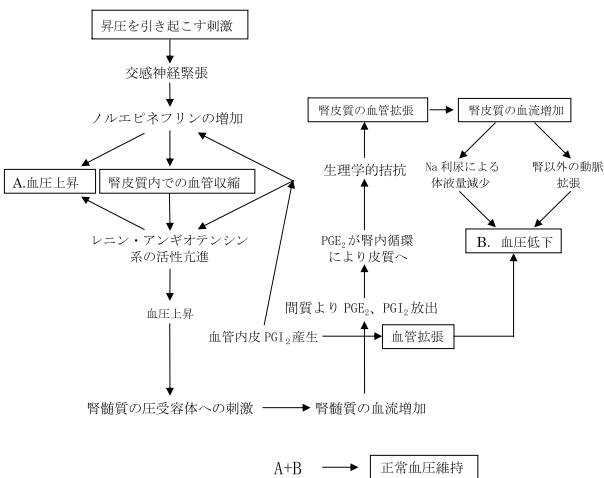 昇圧を引き起こす刺激
交感神経緊張
ノルエピネフリンの増加
A.血圧上昇
腎皮質内での血管収縮
レニン・アンギオテンシン
系の活性亢進
血圧上昇
血管内皮 PGI₂産生
腎髄質の圧受容体への刺激
腎髄質の血流増加
間質より PGE₂、PGI₂放出
PGE₂が腎内循環
により皮質へ
生理学的拮抗
腎皮質の血管拡張
腎皮質の血流増加
Na 利尿による
体液量減少
腎以外の動脈
拡張
B. 血圧低下
血管拡張
A+B
正常血圧維持